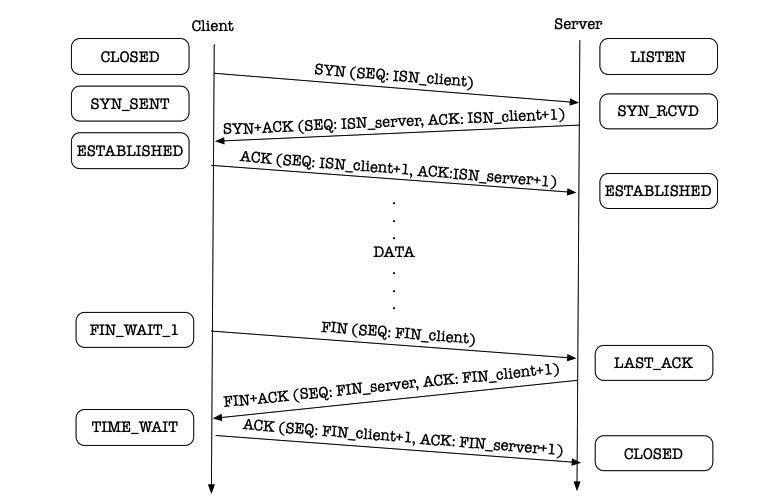 Client
Server
CLOSED
LISTEN
SYN (SEQ: ISN_client)
SYN_SENT
SYN_RCVD
SYN+ACK (SEQ: ISN_server, ACK: ISN_client+1)
ESTABLISHED
ACK (SEQ: ISN_client+1, ACK:ISN_server+1)
ESTABLISHED
.
.
.
DATA
.
.
.
FIN_WAIT_1
FIN (SEQ: FIN_client)
LAST_ACK
FIN+ACK (SEQ: FIN_server, ACK: FIN_client+1)
TIME_WAIT
ACK (SEQ: FIN_client+1, ACK: FIN_server+1)
CLOSED